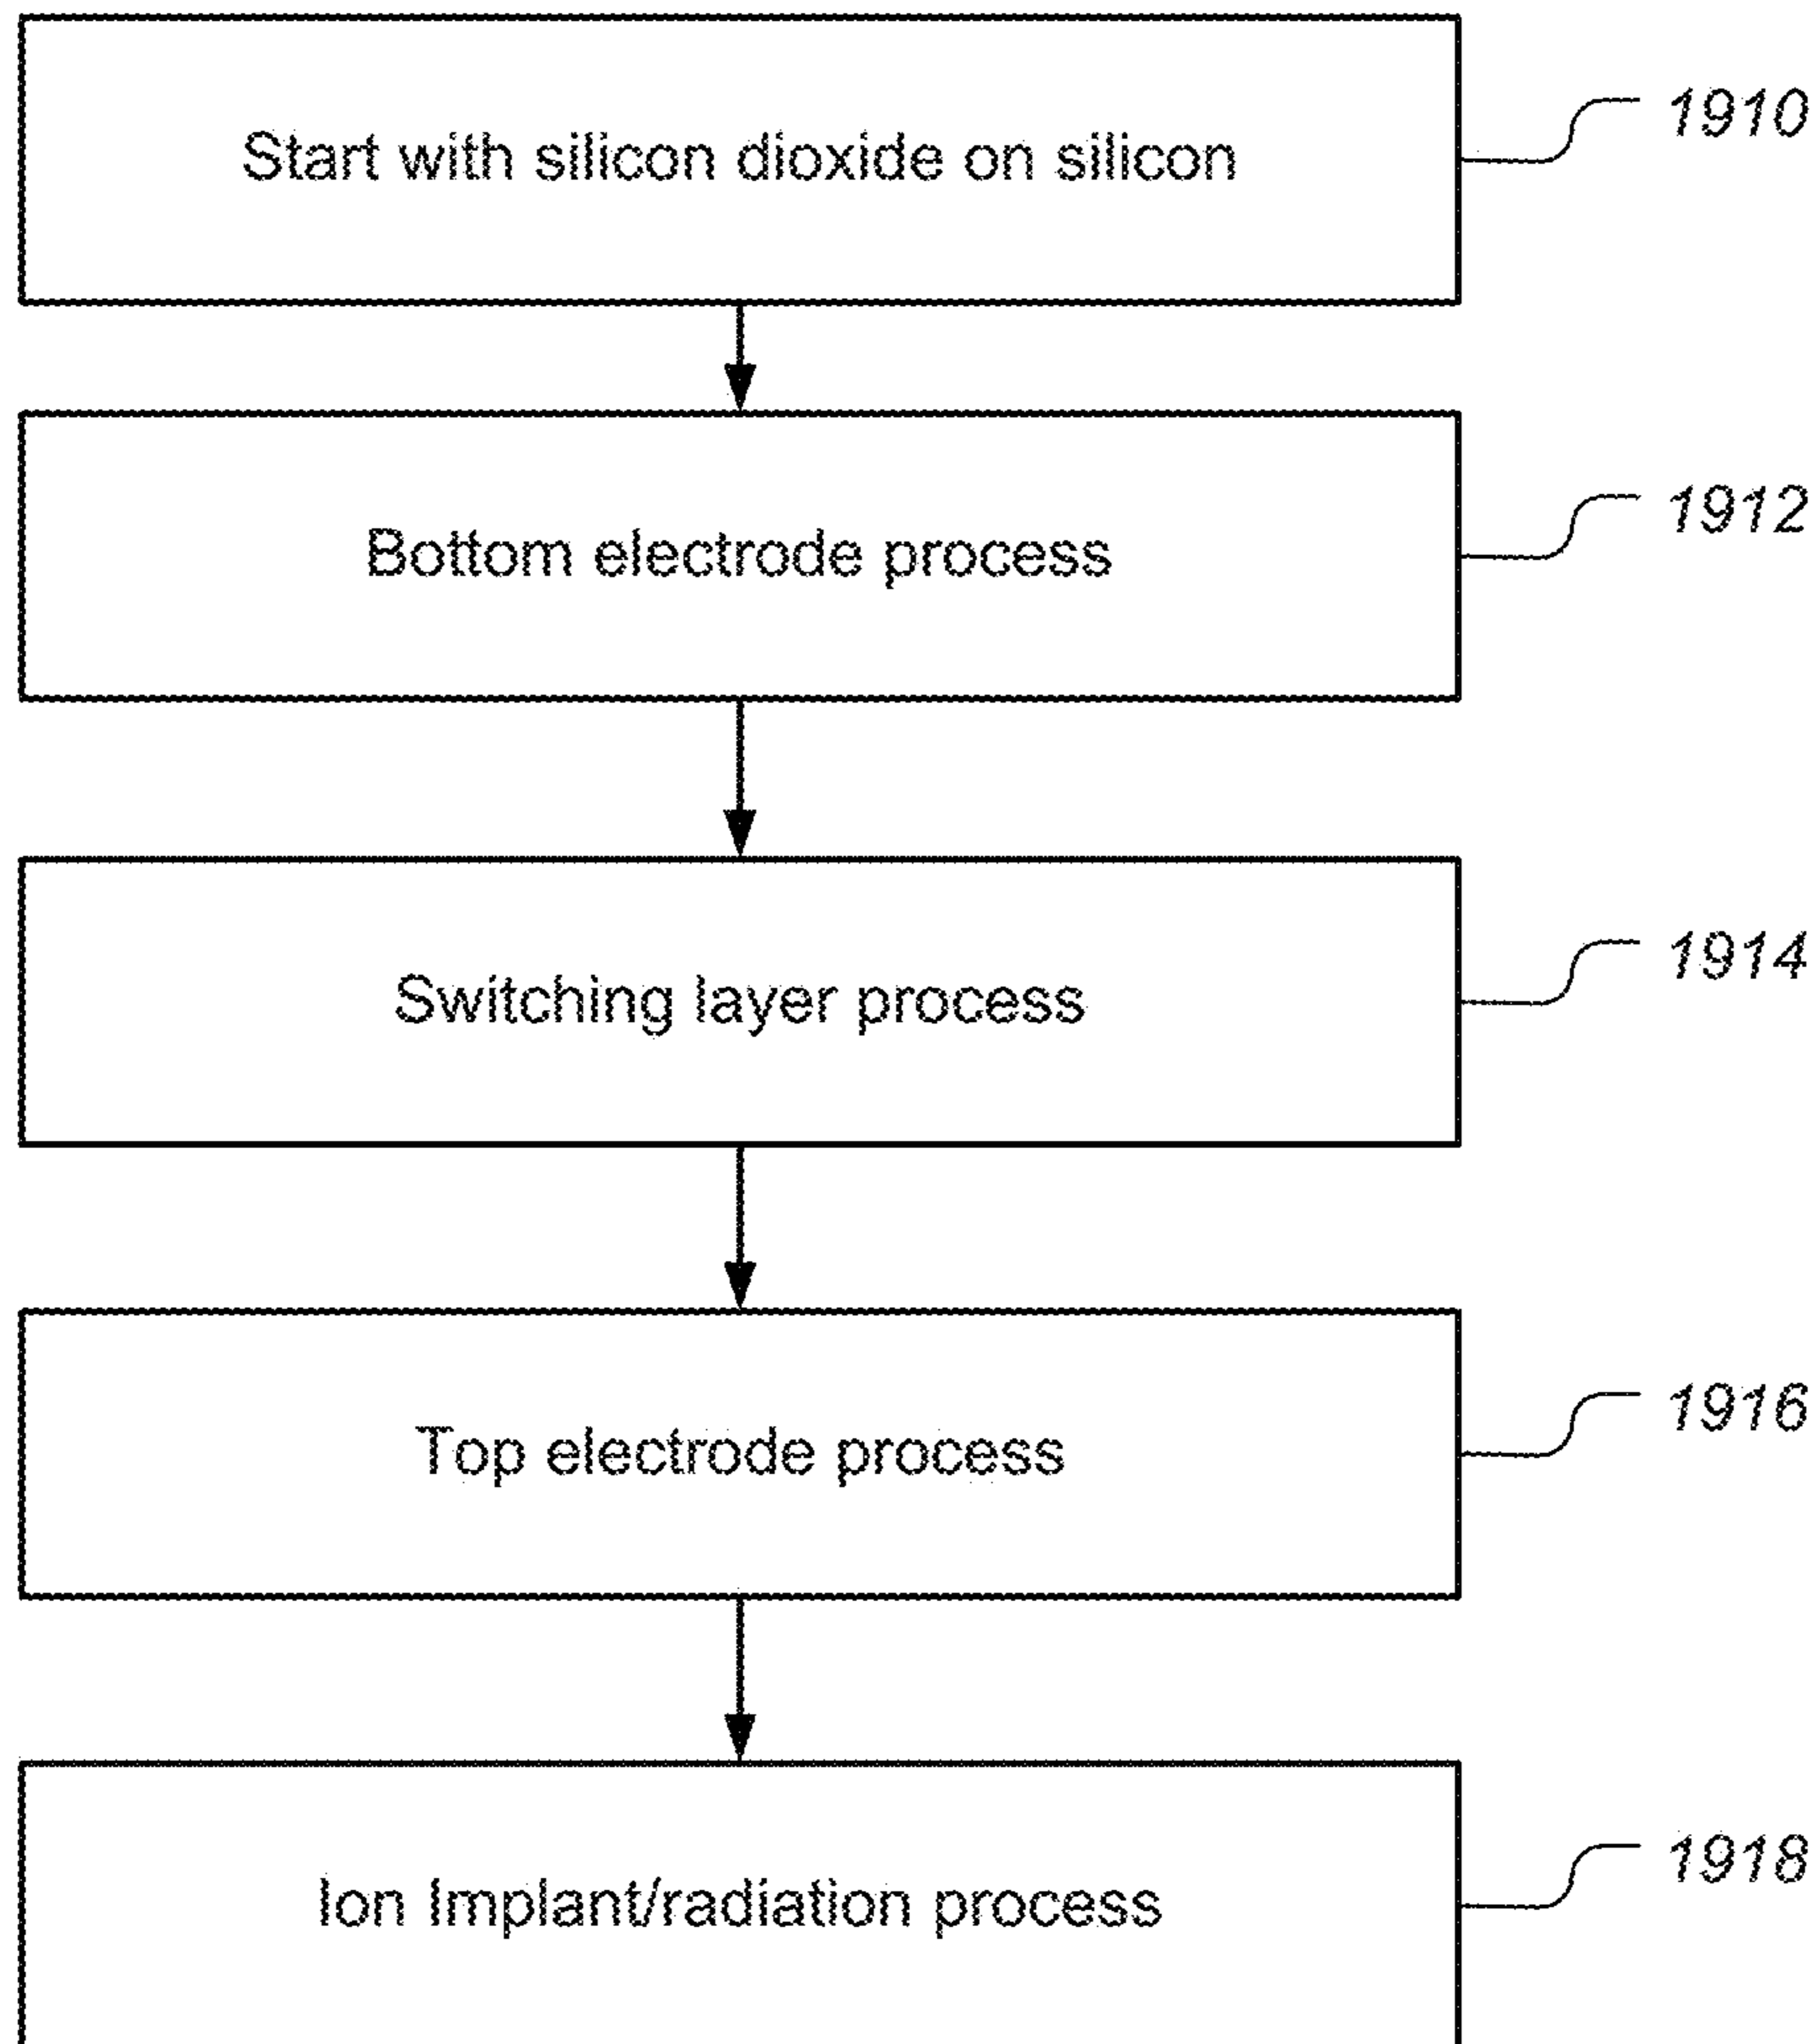 Start with silicon dioxide on silicon
1910
Bottom electrode process
1912
Switching layer process
1914
Top electrode process
1916
Ion Implant/radiation process
1918